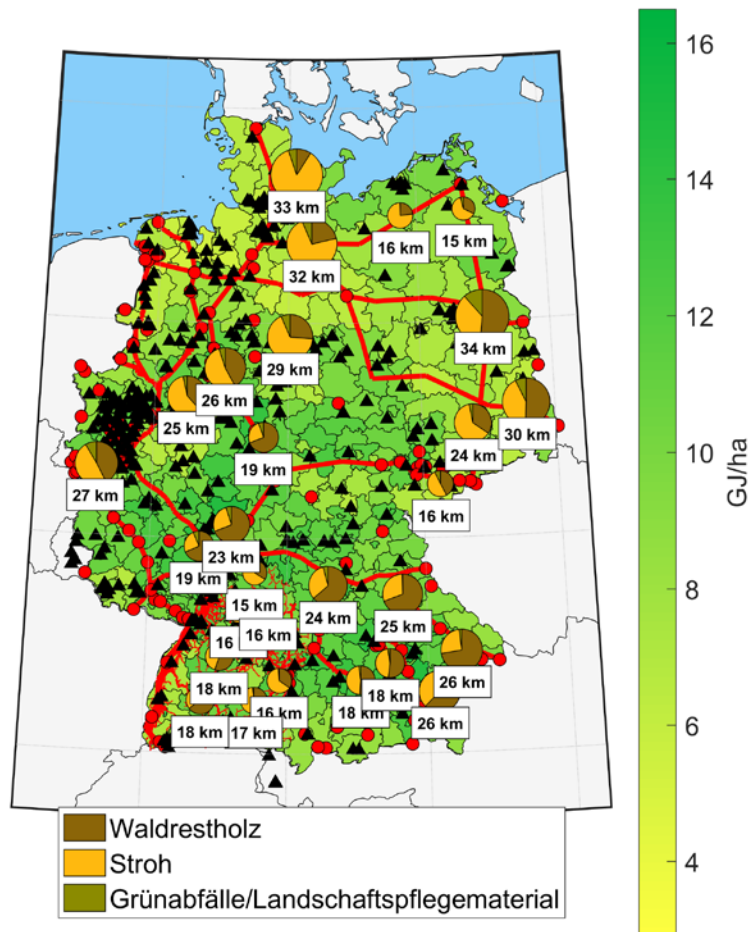 16
14
12
10
8
6
4
GJ/ha
33 km
16 km
15 km
32 km
34 km
29 km
26 km
25 km
30 km
24 km
19 km
27 km
16 km
23 km
19 km
15 km
24 km
25 km
16
16 km
18 km
26 km
18 km
16 km
18 km
26 km
18 km
17 km
Waldrestholz
Stroh
Grünabfälle/Landschaftspflegematerial